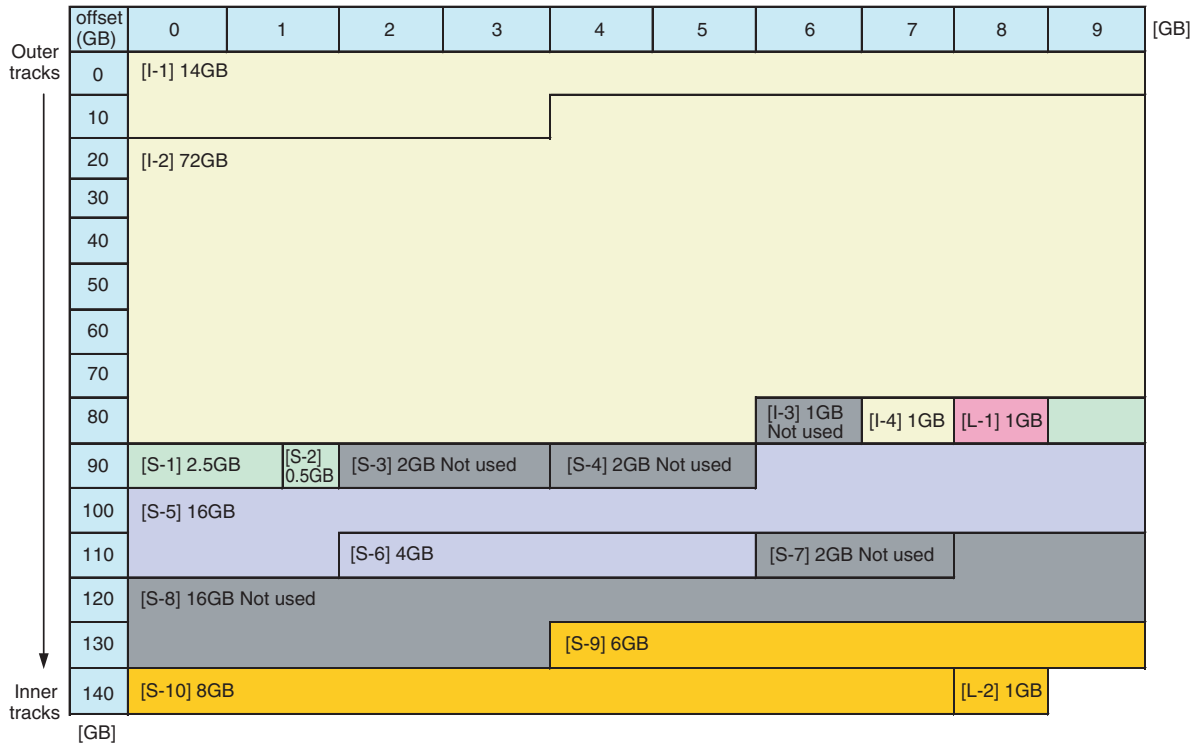 offset
(GB)
0
1
2
3
4
5
6
7
8
9
[GB]
Outer
tracks
0
[I-1] 14GB
10
20
[I-2] 72GB
30
40
50
60
70
80
[I-3] 1GB
Not used
[I-4] 1GB
[L-1] 1GB
90
[S-1] 2.5GB
[S-2]
0.5GB
[S-3] 2GB Not used
[S-4] 2GB Not used
100
[S-5] 16GB
110
[S-6] 4GB
[S-7] 2GB Not used
120
[S-8] 16GB Not used
130
[S-9] 6GB
Inner
tracks
140
[S-10] 8GB
[L-2] 1GB
[GB]